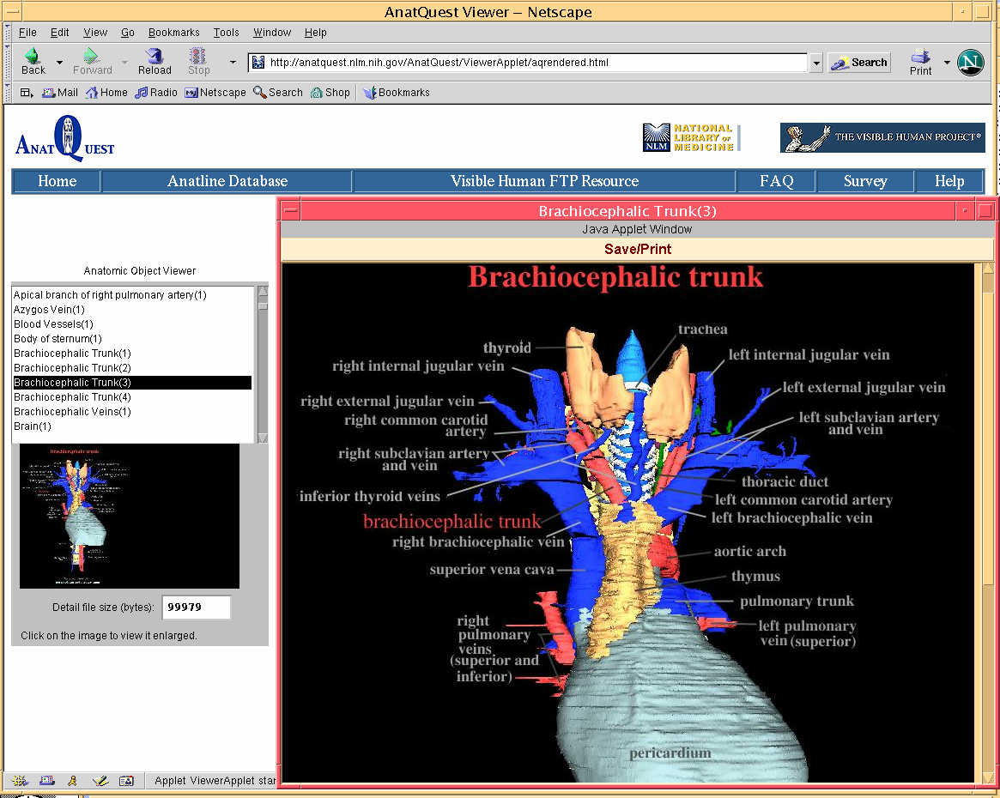 AnatQuest Viewer – Netscape
File Edit View Go Bookmarks Tools Window Help
Back Forward Reload Stop http://anatquest.nlm.nih.gov/AnatQuest/ViewerApplet/aqrendered.html Search Print N
Mail Home Radio Netscape Search Shop Bookmarks
ANATQUEST
NLM NATIONAL
LIBRARY OF
MEDICINE
THE VISIBLE HUMAN PROJECT®
Home Anatline Database Visible Human FTP Resource FAQ Survey Help
Anatomic Object Viewer
Apical branch of right pulmonary artery(1)
Azygos Vein(1)
Blood Vessels(1)
Body of sternum(1)
Brachiocephalic Trunk(1)
Brachiocephalic Trunk(2)
Brachiocephalic Trunk(3)
Brachiocephalic Trunk(4)
Brachiocephalic Veins(1)
Brain(1)
Brachiocephalic trunk
Detail file size (bytes): 99979
Click on the image to view it enlarged.
Brachiocephalic Trunk(3)
Java Applet Window
Save/Print
Brachiocephalic trunk
trachea
thyroid
left internal jugular vein
right internal jugular vein
left external jugular vein
right external jugular vein
left subclavian artery
and vein
right common carotid
artery
right subclavian artery
and vein
thoracic duct
inferior thyroid veins
left common carotid artery
brachiocephalic trunk
left brachiocephalic vein
right brachiocephalic vein
aortic arch
superior vena cava
thymus
pulmonary trunk
right
pulmonary
veins
(superior and
inferior)
left pulmonary
vein (superior)
pericardium
Applet ViewerApplet star